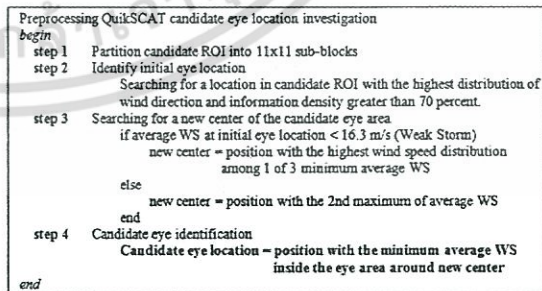 Preprocessing QuikSCAT candidate eye location investigation
begin
step 1 Partition candidate ROI into 11x11 sub-blocks
step 2 Identify initial eye location
Searching for a location in candidate ROI with the highest distribution of
wind direction and information density greater than 70 percent.
step 3 Searching for a new center of the candidate eye area
if average WS at initial eye location < 16.3 m/s (Weak Storm)
new center = position with the highest wind speed distribution
among 1 of 3 minimum average WS
else
new center = position with the 2nd maximum of average WS
end
step 4 Candidate eye identification
Candidate eye location = position with the minimum average WS
inside the eye area around new center
end